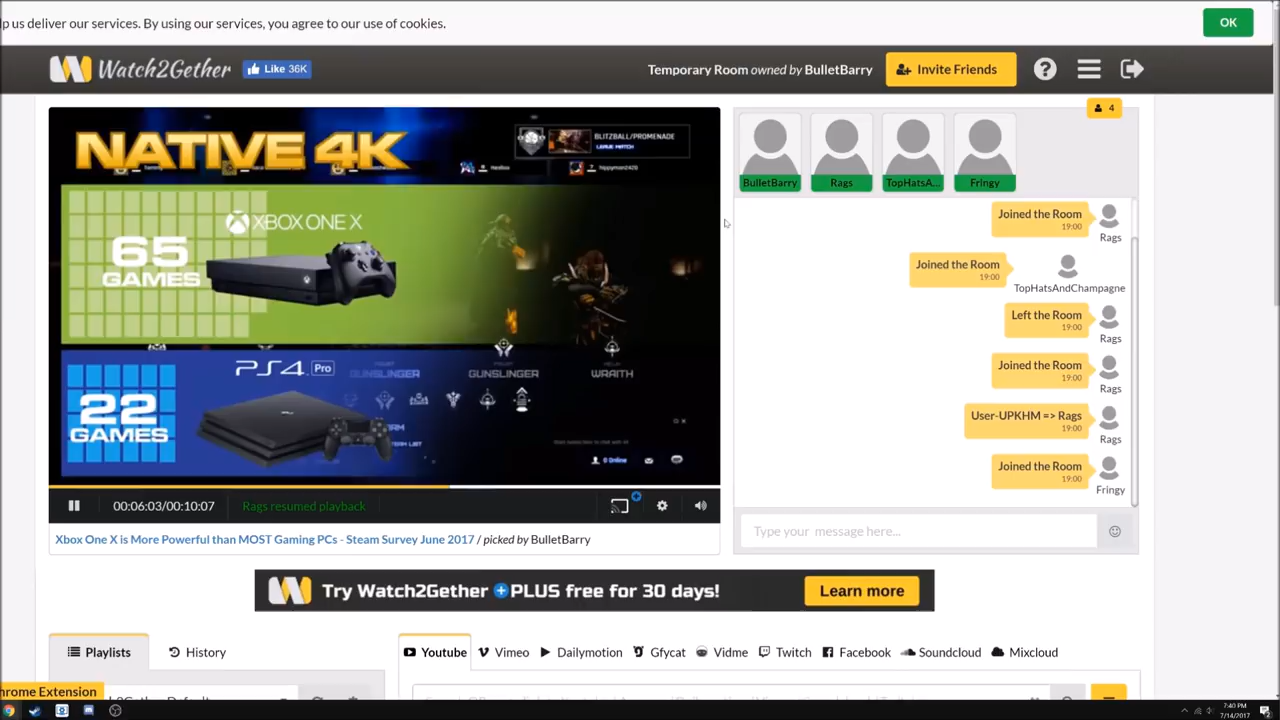 lp us deliver our services. By using our services, you agree to our use of cookies.
OK
Watch2Gether
Like 36K
Temporary Room owned by BulletBarry
Invite Friends
4
NATIVE 4K
BLITZBALL/PROMENADE
LEAVE MATCH
XBOX ONE X
65
GAMES
PS4 Pro
22
GAMES
GUNSLINGER
GUNSLINGER
WRAITH
0 Online
BulletBarry
Rags
TopHatsA...
Fringy
Joined the Room
19:00
Rags
Joined the Room
19:00
TopHatsAndChampagne
Left the Room
19:00
Rags
Joined the Room
19:00
Rags
User-UPKHM => Rags
19:00
Rags
Joined the Room
19:00
Fringy
00:06:03/00:10:07
Rags resumed playback
Type your message here...
Xbox One X is More Powerful than MOST Gaming PCs - Steam Survey June 2017 / picked by BulletBarry
Try Watch2Gether PLUS free for 30 days!
Learn more
Playlists
History
Youtube
Vimeo
Dailymotion
Gfycat
Vidme
Twitch
Facebook
Soundcloud
Mixcloud
hrome Extension
7:40 PM
7/14/2017